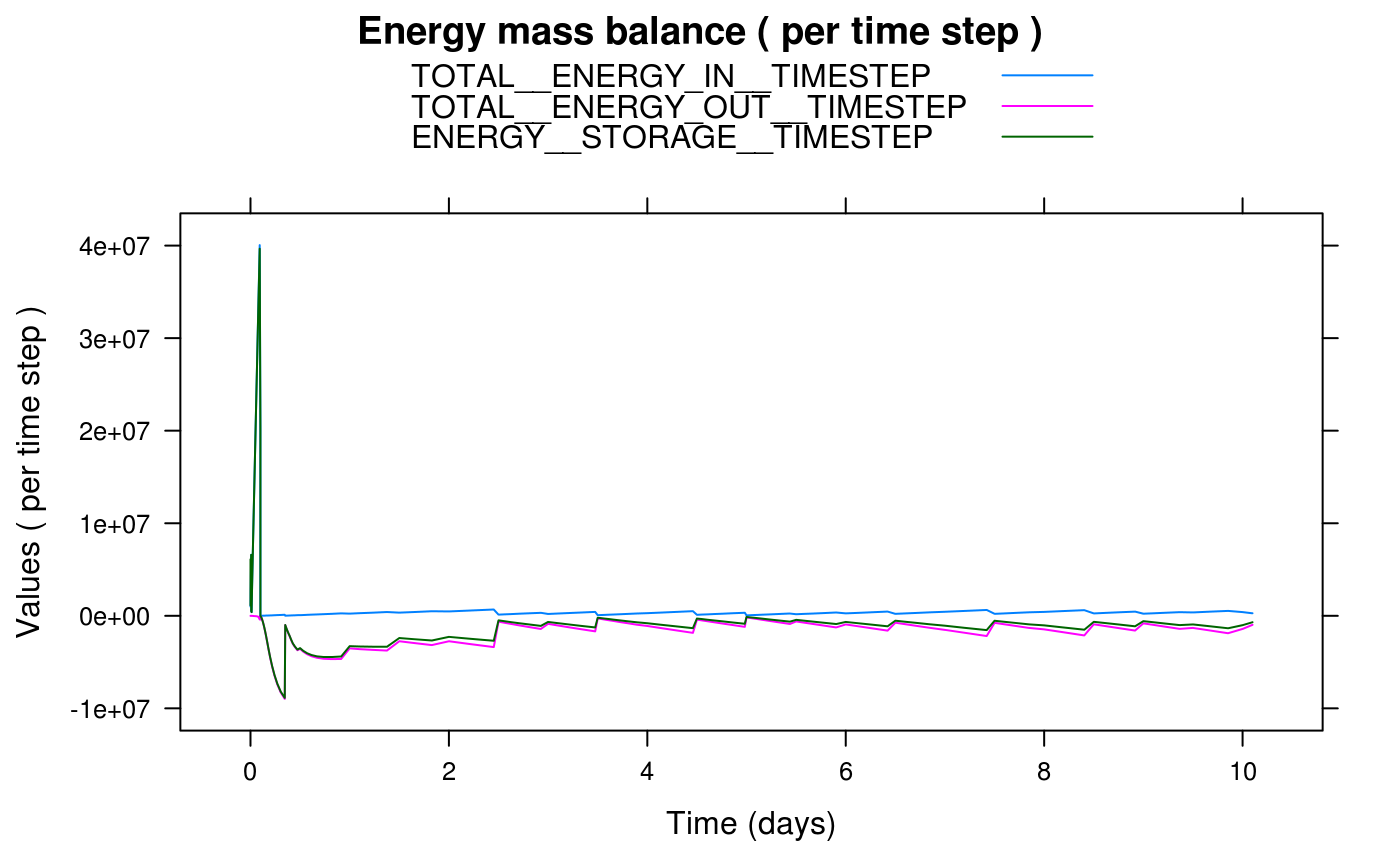 Energy mass balance ( per time step )
TOTAL__ENERGY_IN__TIMESTEP
TOTAL__ENERGY_OUT__TIMESTEP
ENERGY__STORAGE__TIMESTEP
4e+07
3e+07
2e+07
1e+07
0e+00
-1e+07
Values ( per time step )
0 2 4 6 8 10
Time (days)